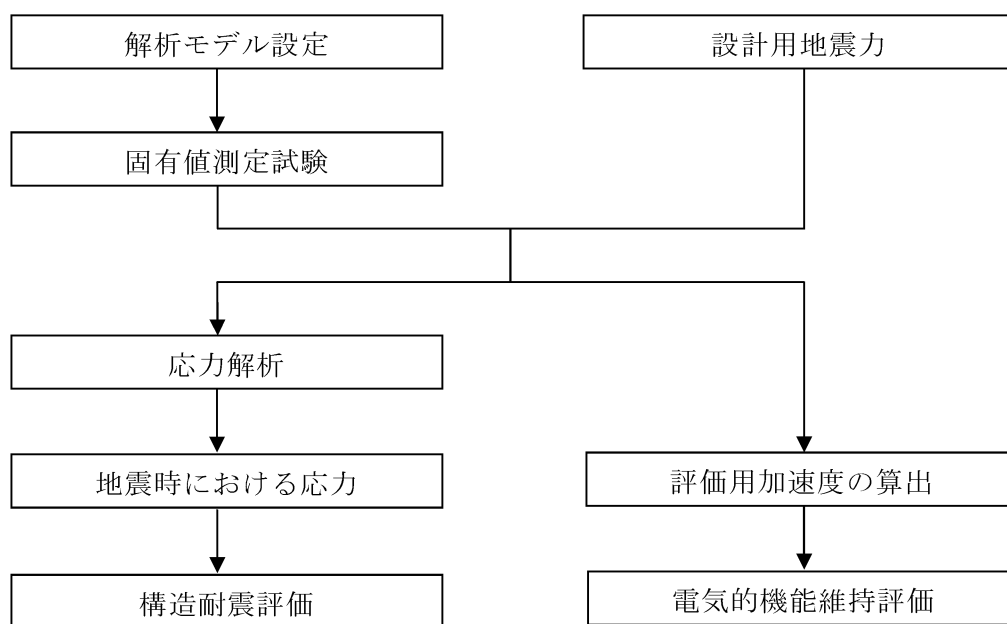 解析モデル設定
設計用地震力
固有値測定試験
応力解析
地震時における応力
評価用加速度の算出
構造耐震評価
電気的機能維持評価